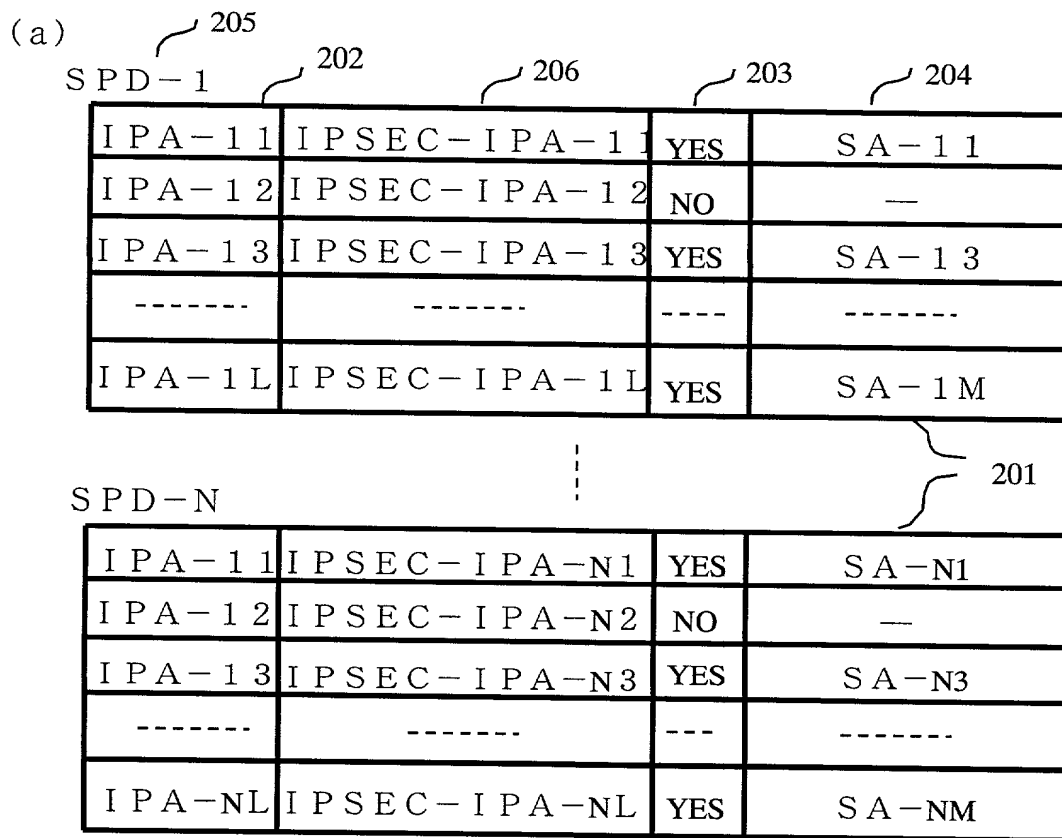 (a)
205
SPD-1
202 206 203 204
IPA-11 IPSEC-IPA-11 YES SA-11
IPA-12 IPSEC-IPA-12 NO —
IPA-13 IPSEC-IPA-13 YES SA-13
------- ------- ---- -------
IPA-1L IPSEC-IPA-1L YES SA-1M
201
SPD-N
IPA-11 IPSEC-IPA-N1 YES SA-N1
IPA-12 IPSEC-IPA-N2 NO —
IPA-13 IPSEC-IPA-N3 YES SA-N3
------- ------- --- -------
IPA-NL IPSEC-IPA-NL YES SA-NM